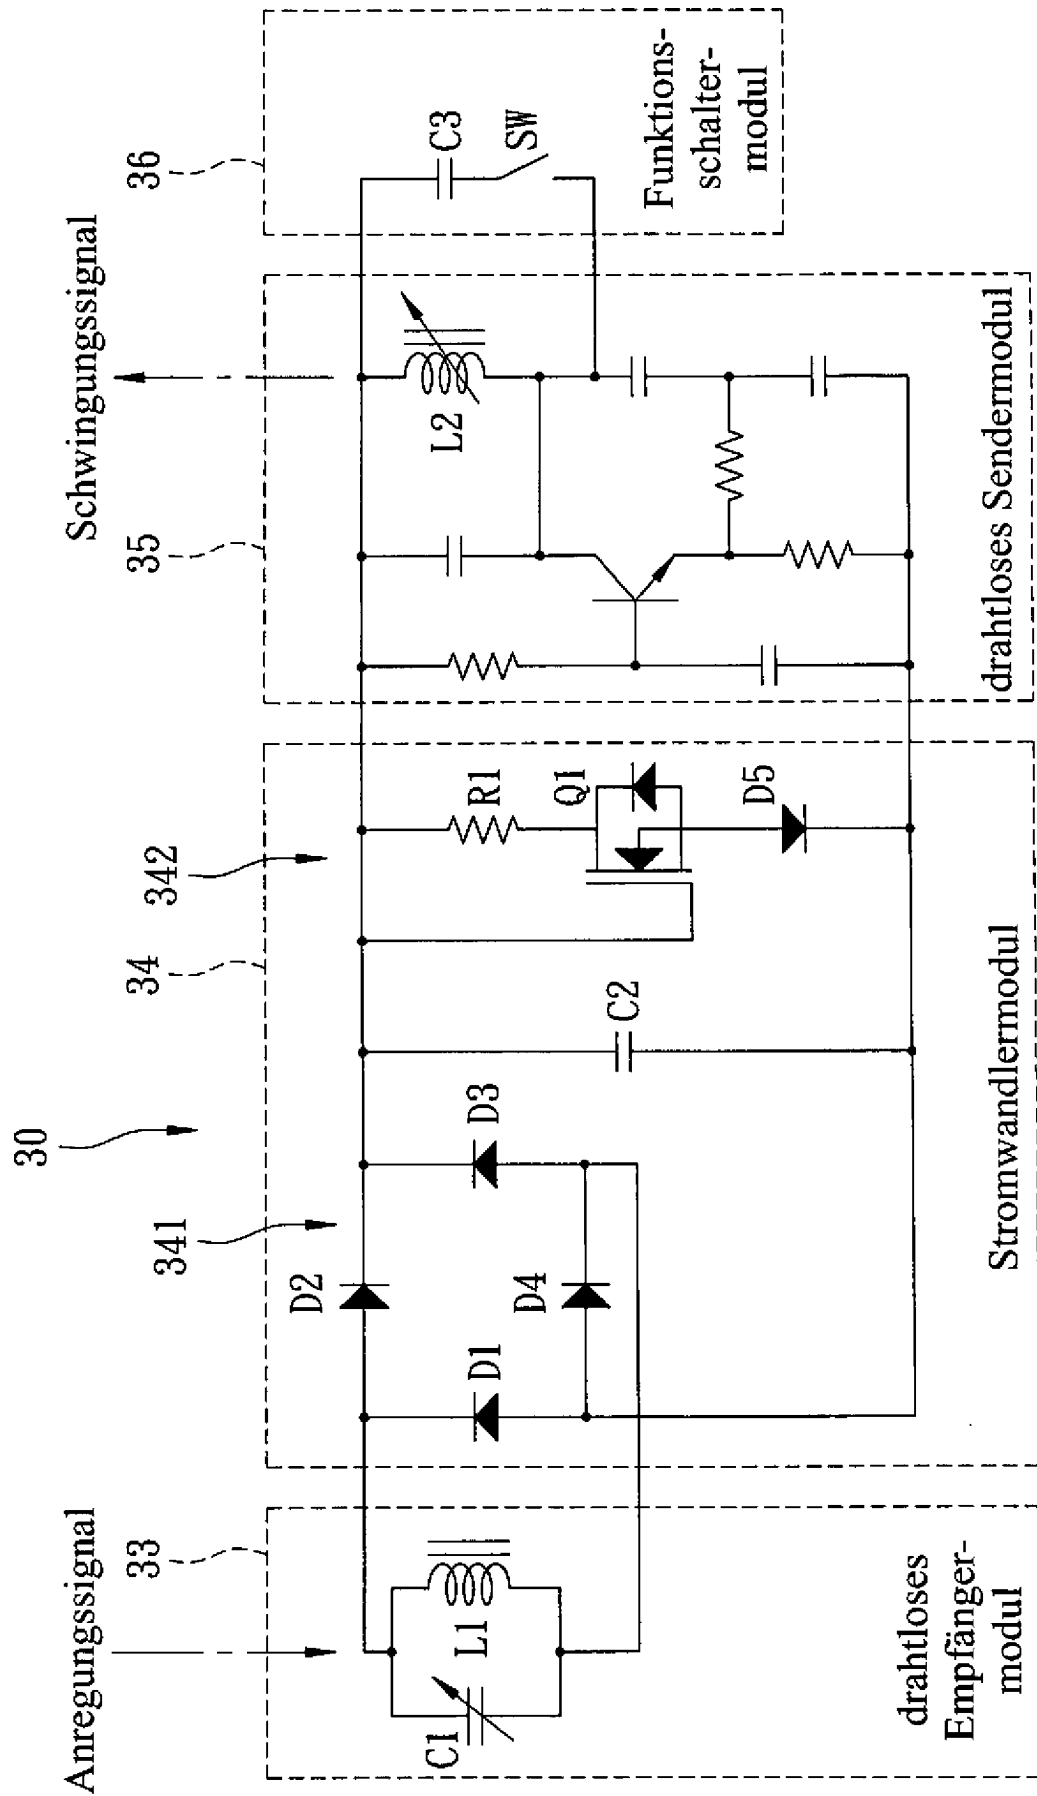 Anregungssignal
33
C1
L1
drahtloses
Empfänger-
modul
30
341
D2
D1
D4
D3
34
C2
342
R1
Q1
D5
Stromwandlermodul
Schwingungssignal
35
L2
drahtloses Sendermodul
36
C3
SW
Funktions-
schalter-
modul